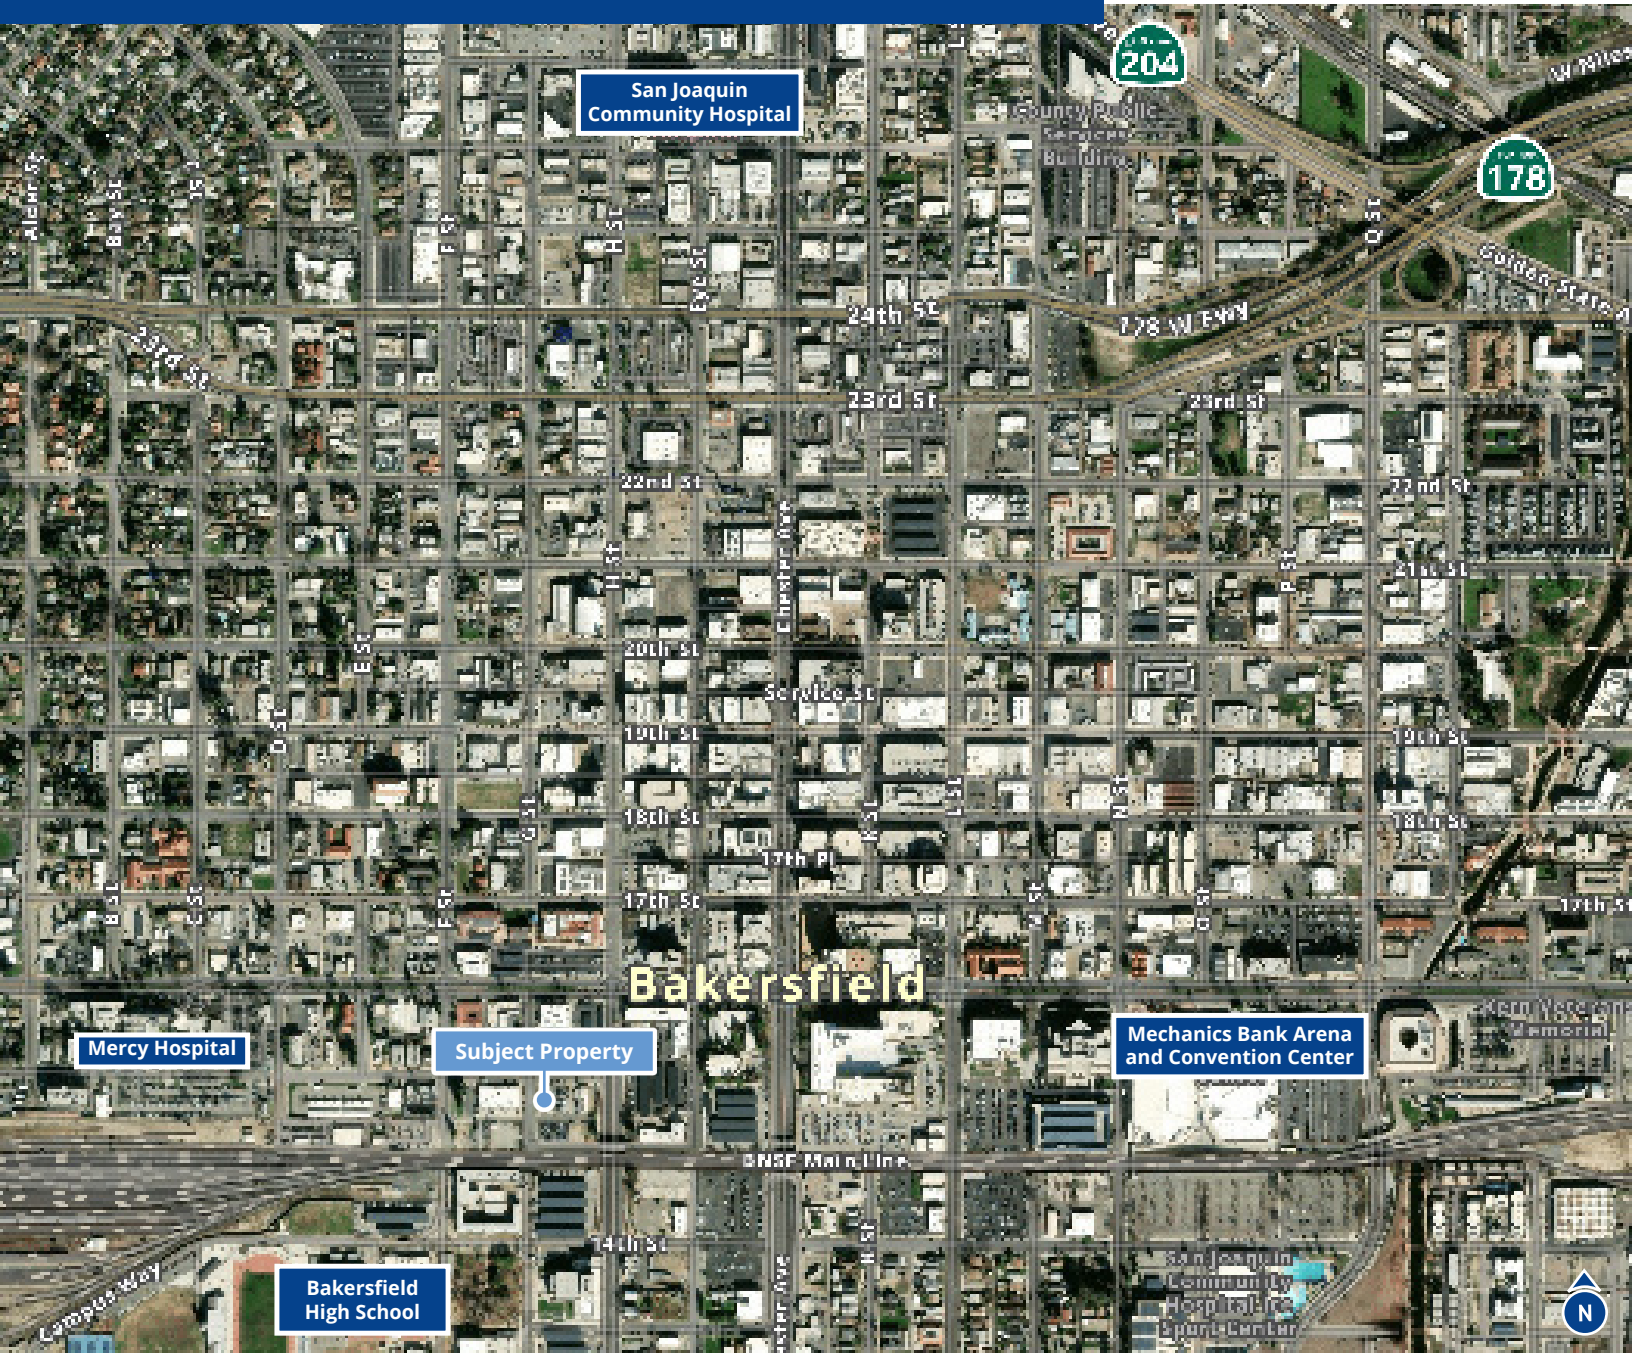 204
San Joaquin
Community Hospital
County Public
Services
Building
W Niles
178
Alder St
Bay St
F St
H St
Eye St
Q St
Golden State
24th St
178 W Fwy
23rd St
23rd St
23rd St
22nd St
22nd St
Chester Ave
H St
P St
21st St
E St
20th St
Service St
D St
19th St
19th St
G St
18th St
K St
L St
N St
18th St
17th Pl
B St
C St
F St
17th St
O St
17th St
Bakersfield
Mercy Hospital
Subject Property
Mechanics Bank Arena
and Convention Center
Kern Veterans
Memorial
BNSF Main Line
14th St
Campus Way
Bakersfield
High School
San Joaquin
Community
Hospital Ice
Sport Center
N